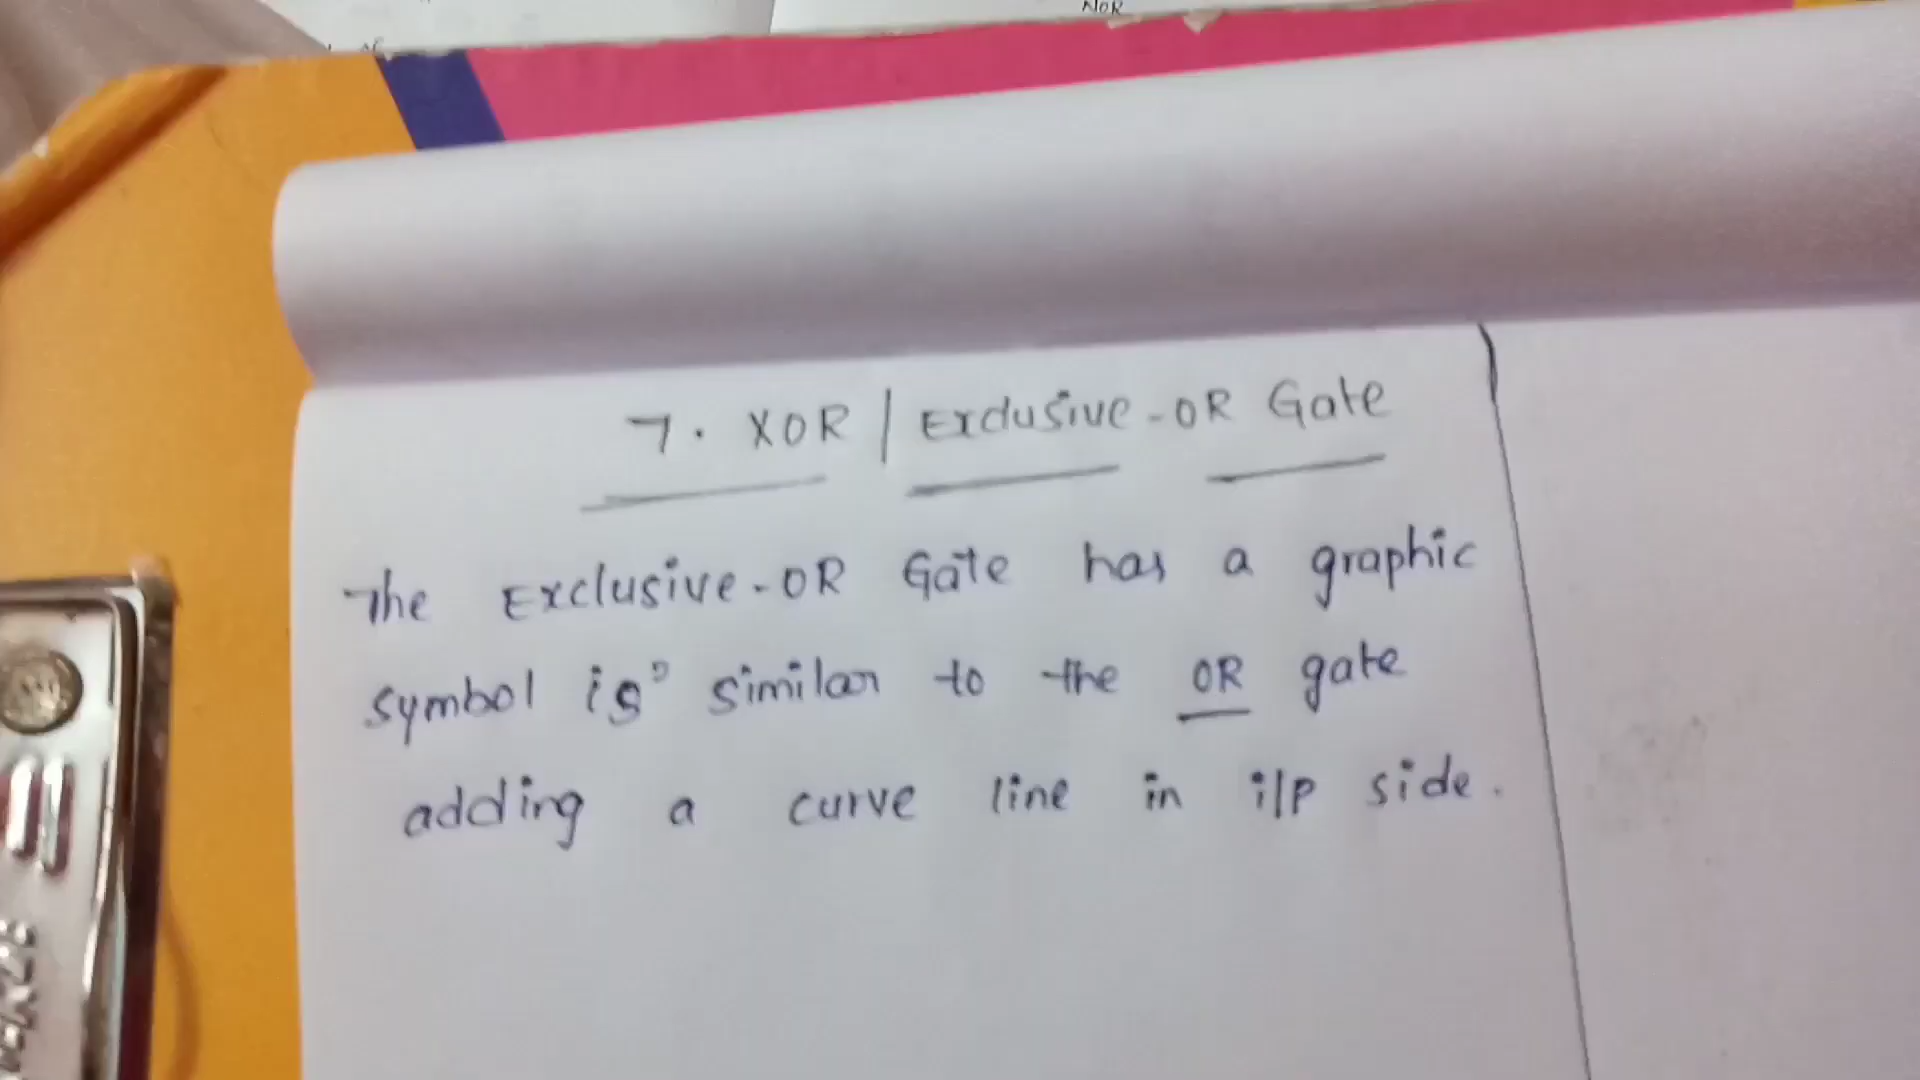 NOR
7. XOR | Exclusive-OR Gate
The Exclusive-OR Gate has a graphic
symbol is similar to the OR gate
adding a curve line in i/p side.